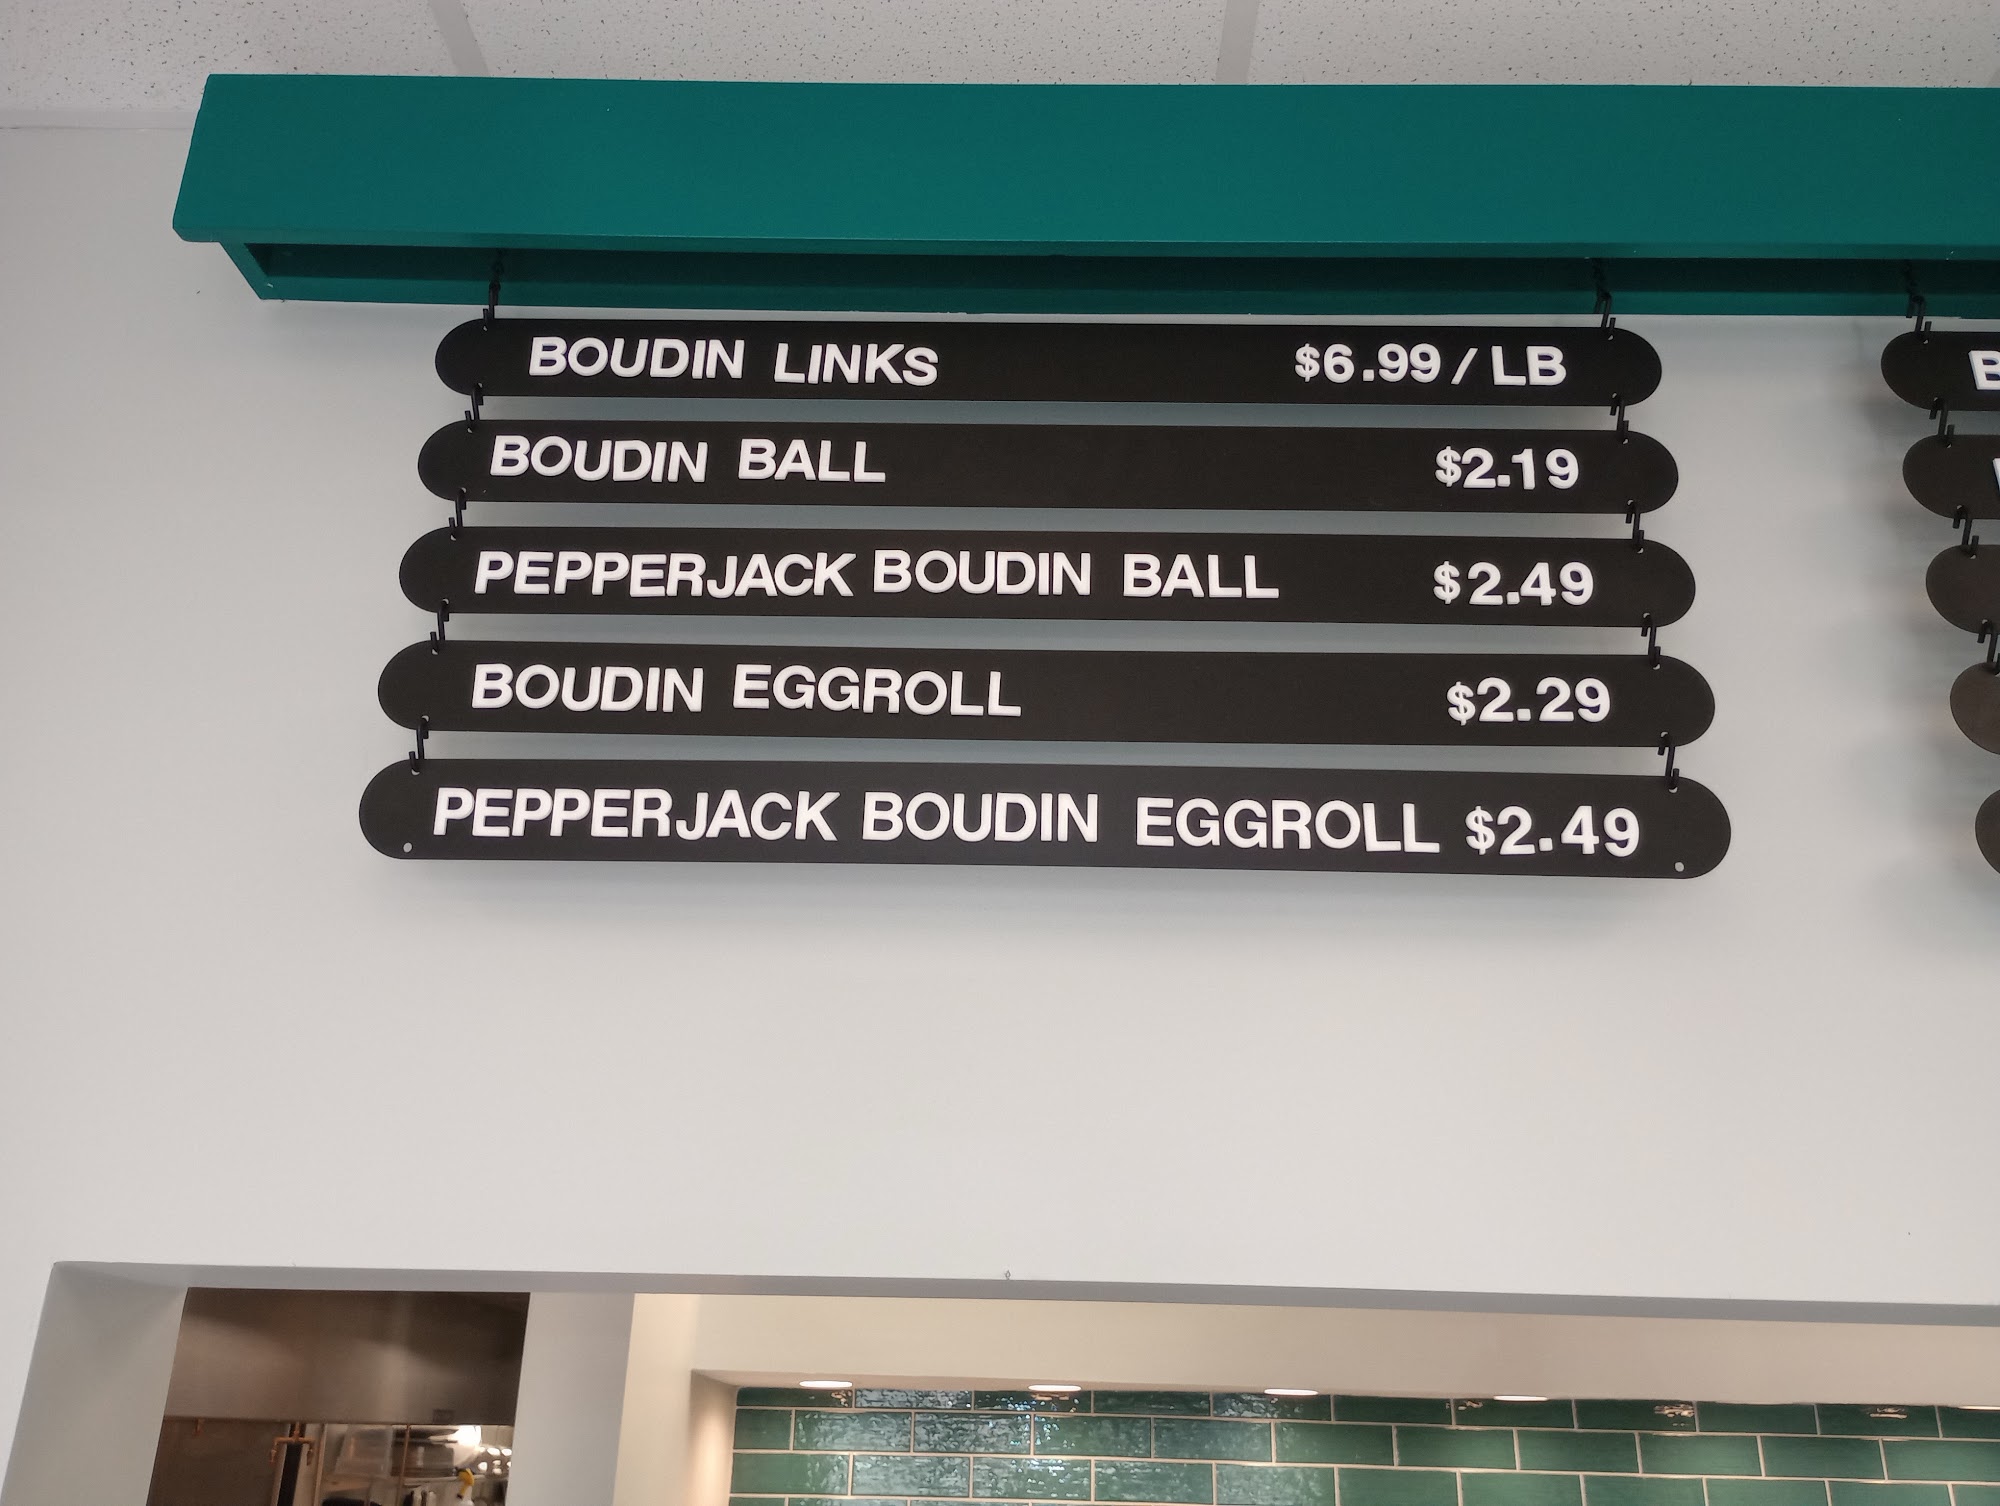 BOUDIN LINKS $6.99/LB
BOUDIN BALL $2.19
PEPPERJACK BOUDIN BALL $2.49
BOUDIN EGGROLL $2.29
PEPPERJACK BOUDIN EGGROLL $2.49